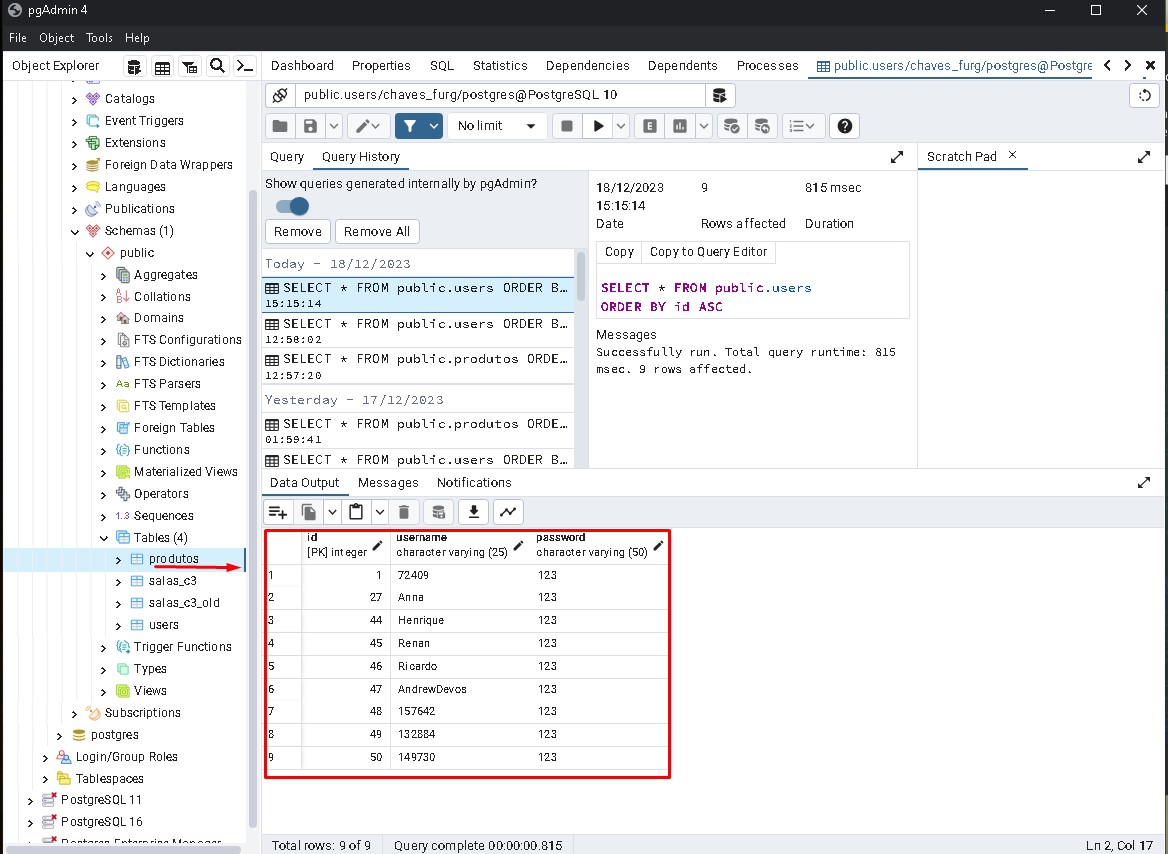 pgAdmin 4
File Object Tools Help
Object Explorer
Catalogs
Event Triggers
Extensions
Foreign Data Wrappers
Languages
Publications
Schemas (1)
public
Aggregates
Collations
Domains
FTS Configurations
FTS Dictionaries
Aa FTS Parsers
FTS Templates
Foreign Tables
Functions
Materialized Views
Operators
1..3 Sequences
Tables (4)
produtos
salas_c3
salas_c3_old
users
Trigger Functions
Types
Views
Subscriptions
postgres
Login/Group Roles
Tablespaces
PostgreSQL 11
PostgreSQL 16
Postgres Enterprise Manager
Dashboard Properties SQL Statistics Dependencies Dependents Processes public.users/chaves_furg/postgres@Postgre
public.users/chaves_furg/postgres@PostgreSQL 10
No limit
Query Query History
Show queries generated internally by pgAdmin?
Remove Remove All
Today - 18/12/2023
SELECT * FROM public.users ORDER B...
15:15:14
SELECT * FROM public.users ORDER B...
12:58:02
SELECT * FROM public.produtos ORDE...
12:57:20
Yesterday - 17/12/2023
SELECT * FROM public.produtos ORDE...
01:59:41
SELECT * FROM public.users ORDER B...
18/12/2023 9 815 msec
15:15:14
Date Rows affected Duration
Copy Copy to Query Editor
SELECT * FROM public.users
ORDER BY id ASC
Messages
Successfully run. Total query runtime: 815
msec. 9 rows affected.
Scratch Pad
Data Output Messages Notifications
id username password
[PK] integer character varying (25) character varying (50)
1 1 72409 123
2 27 Anna 123
3 44 Henrique 123
4 45 Renan 123
5 46 Ricardo 123
6 47 AndrewDevos 123
7 48 157642 123
8 49 132884 123
9 50 149730 123
Total rows: 9 of 9 Query complete 00:00:00.815 Ln 2, Col 17